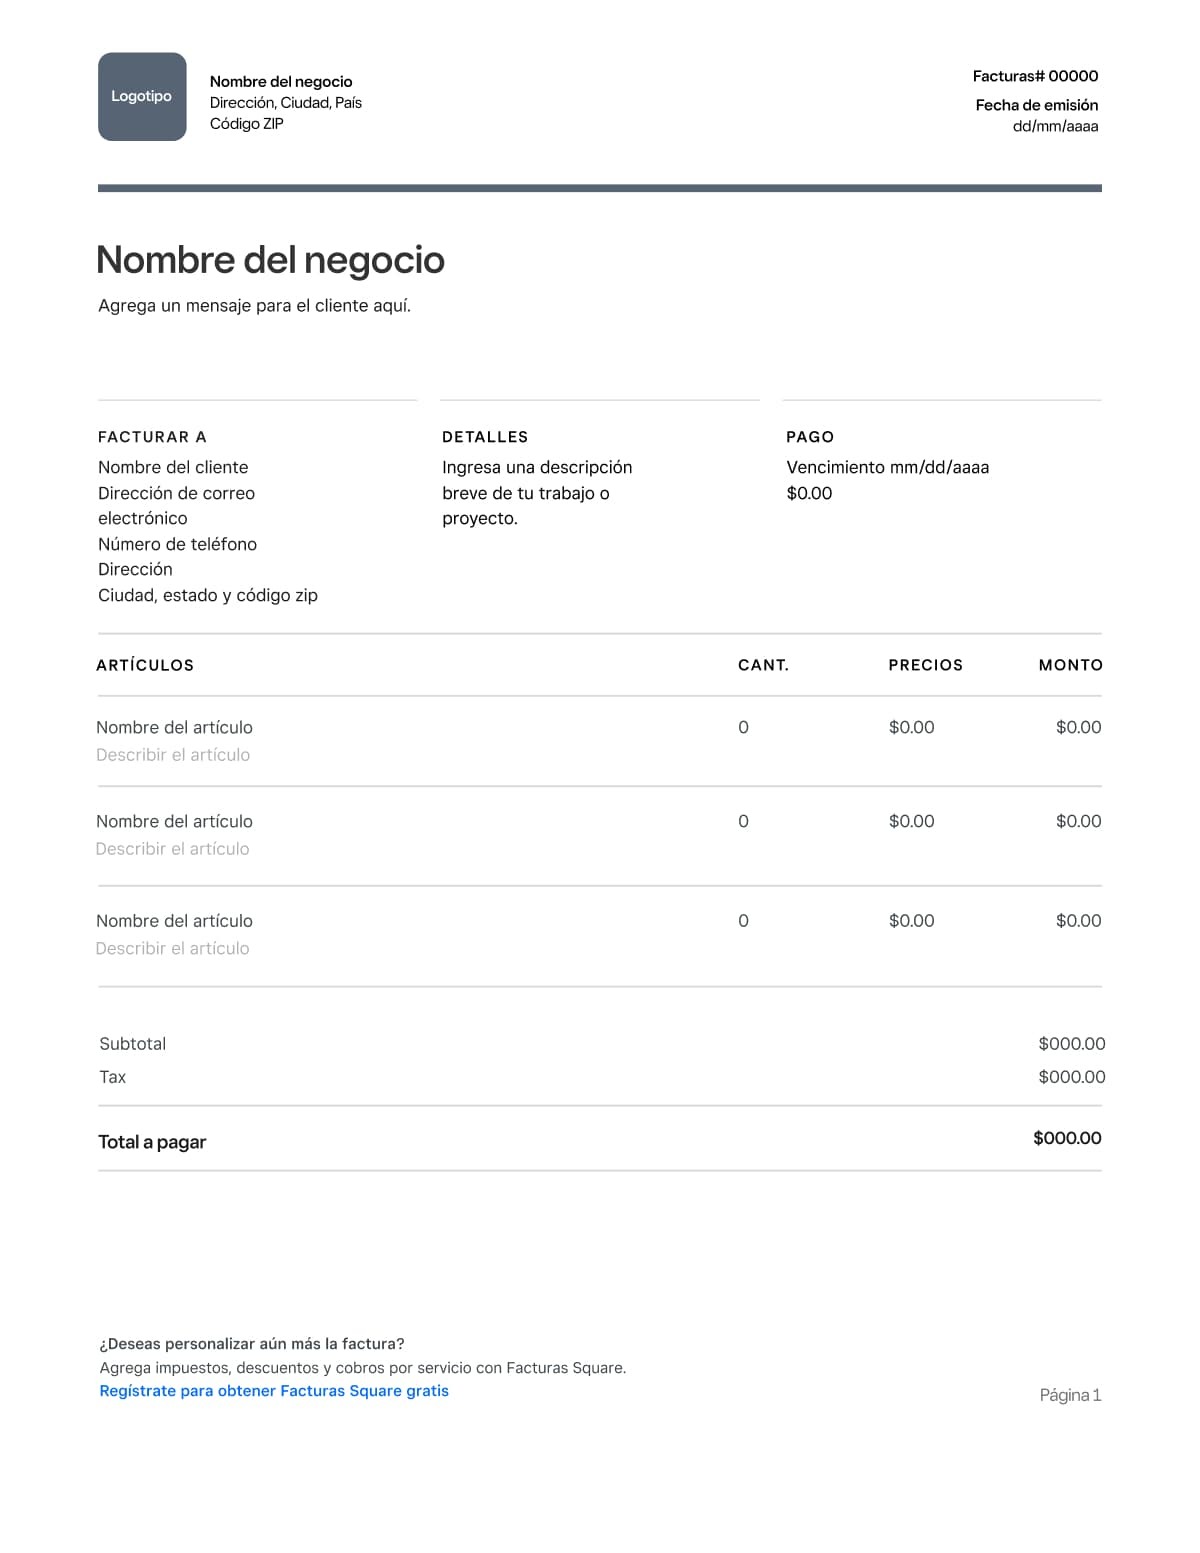 Logotipo
Nombre del negocio
Dirección, Ciudad, País
Código ZIP
Facturas# 00000
Fecha de emisión
dd/mm/aaaa
Nombre del negocio
Agrega un mensaje para el cliente aquí.
FACTURAR A
Nombre del cliente
Dirección de correo
electrónico
Número de teléfono
Dirección
Ciudad, estado y código zip
DETALLES
Ingresa una descripción
breve de tu trabajo o
proyecto.
PAGO
Vencimiento mm/dd/aaaa
$0.00
ARTÍCULOS CANT. PRECIOS MONTO
Nombre del artículo 0 $0.00 $0.00
Describir el artículo
Nombre del artículo 0 $0.00 $0.00
Describir el artículo
Nombre del artículo 0 $0.00 $0.00
Describir el artículo
Subtotal $000.00
Tax $000.00
Total a pagar $000.00
¿Deseas personalizar aún más la factura?
Agrega impuestos, descuentos y cobros por servicio con Facturas Square.
Regístrate para obtener Facturas Square gratis
Página 1